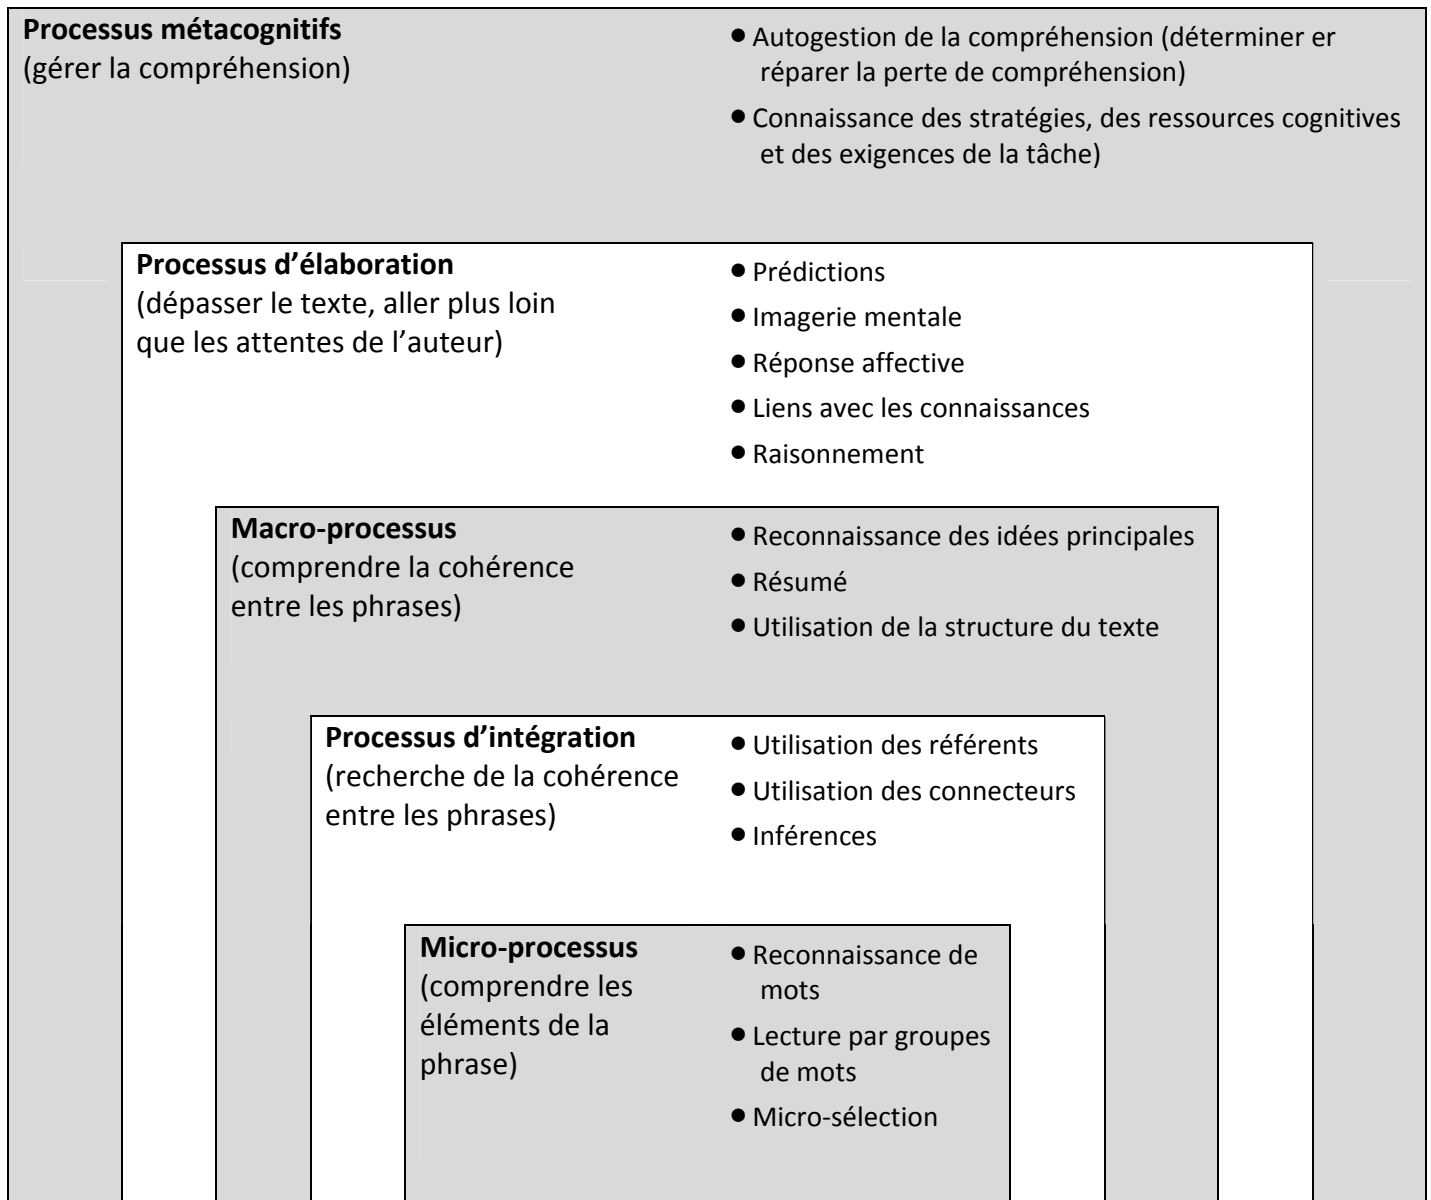 Processus métacognitifs
(gérer la compréhension)
● Autogestion de la compréhension (déterminer er
réparer la perte de compréhension)
● Connaissance des stratégies, des ressources cognitives
et des exigences de la tâche)
Processus d’élaboration
(dépasser le texte, aller plus loin
que les attentes de l’auteur)
● Prédictions
● Imagerie mentale
● Réponse affective
● Liens avec les connaissances
● Raisonnement
Macro-processus
(comprendre la cohérence
entre les phrases)
● Reconnaissance des idées principales
● Résumé
● Utilisation de la structure du texte
Processus d’intégration
(recherche de la cohérence
entre les phrases)
● Utilisation des référents
● Utilisation des connecteurs
● Inférences
Micro-processus
(comprendre les
éléments de la
phrase)
● Reconnaissance de
mots
● Lecture par groupes
de mots
● Micro-sélection